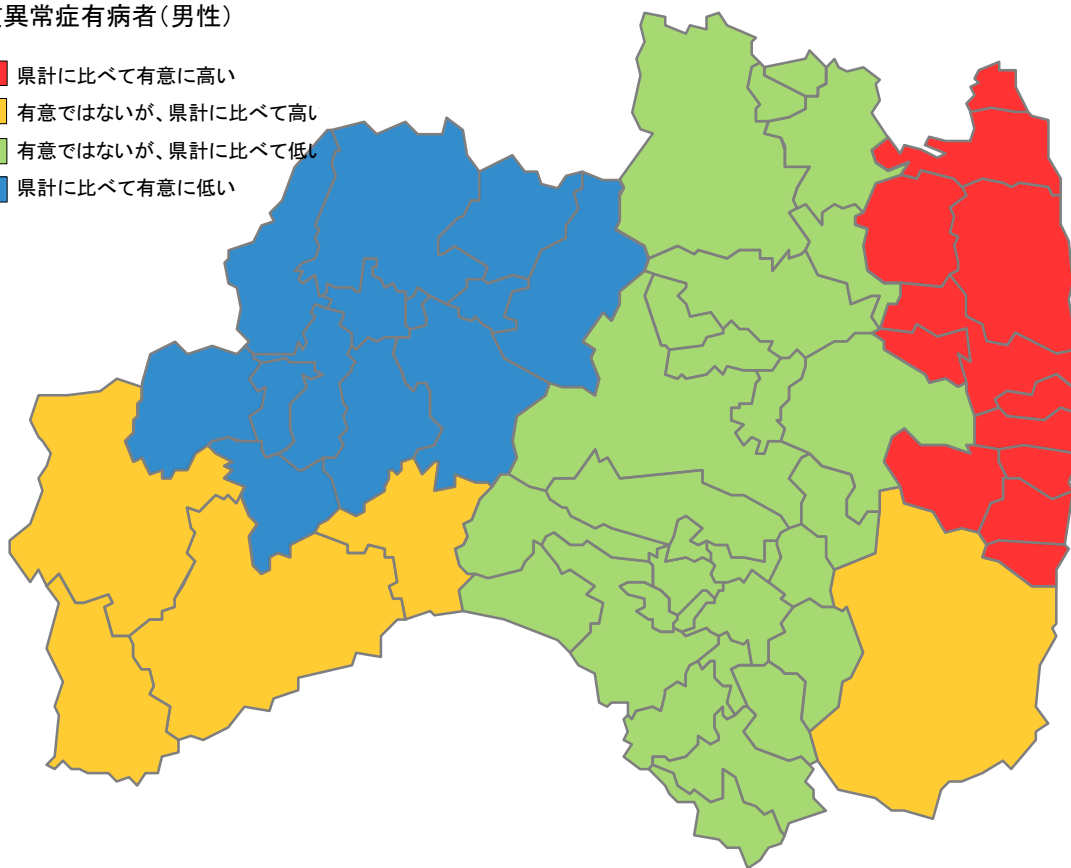 異常症有病者（男性）
県計に比べて有意に高い
有意ではないが、県計に比べて高い
有意ではないが、県計に比べて低い
県計に比べて有意に低い